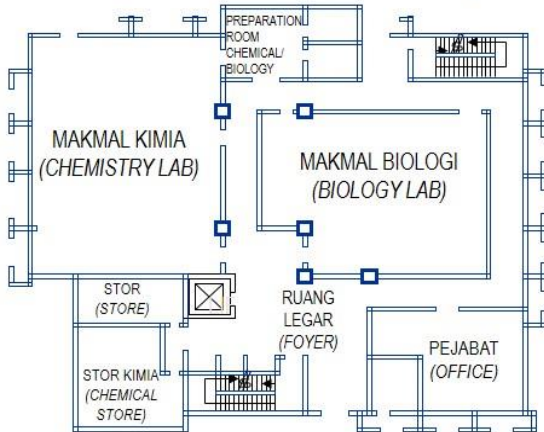 PREPARATION
ROOM
CHEMICAL/
BIOLOGY
MAKMAL KIMIA
(CHEMISTRY LAB)
MAKMAL BIOLOGI
(BIOLOGY LAB)
STOR
(STORE)
RUANG
LEGAR
(FOYER)
STOR KIMIA
(CHEMICAL
STORE)
PEJABAT
(OFFICE)